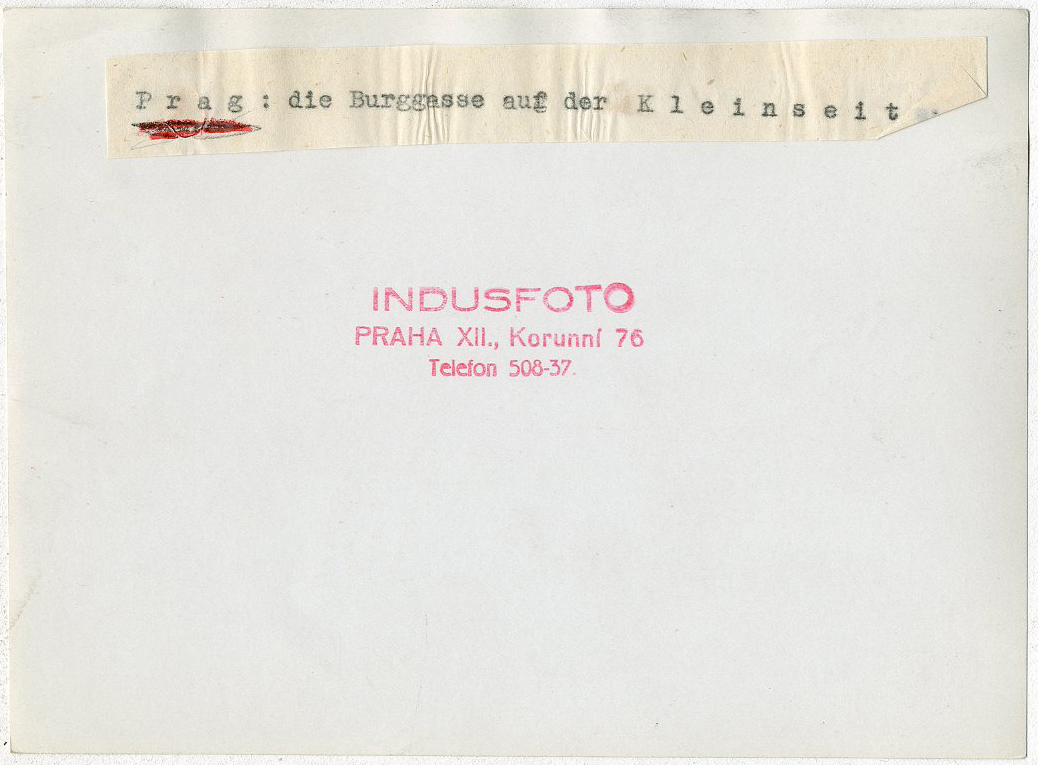 Prag: die Burggasse auf der Kleinseit
INDUSFOTO
PRAHA XII., Korunní 76
Telefon 508-37.